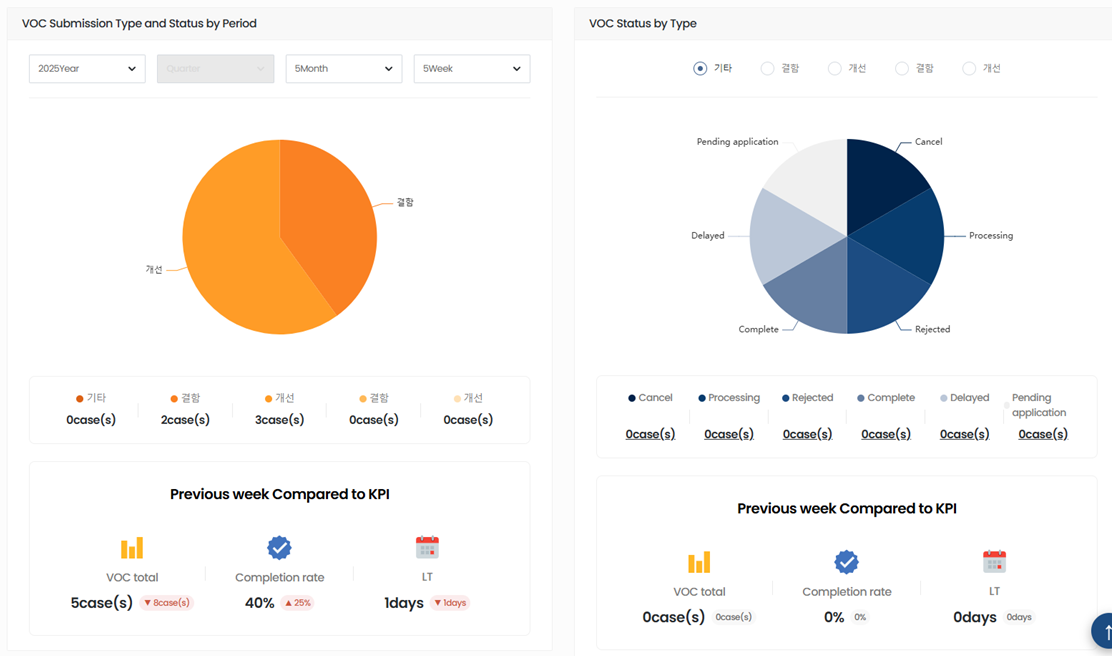 VOC Submission Type and Status by Period
2025Year
Quarter
5Month
5Week
결함
개선
기타
결함
개선
결함
개선
0case(s)
2case(s)
3case(s)
0case(s)
0case(s)
Previous week Compared to KPI
VOC total
Completion rate
LT
5case(s) ▼ 8case(s)
40% ▲ 25%
1days ▼ 1days
VOC Status by Type
기타
결함
개선
결함
개선
Pending application
Cancel
Delayed
Processing
Complete
Rejected
Cancel
Processing
Rejected
Complete
Delayed
Pending
application
0case(s)
0case(s)
0case(s)
0case(s)
0case(s)
0case(s)
Previous week Compared to KPI
VOC total
Completion rate
LT
0case(s) 0case(s)
0% 0%
0days 0days